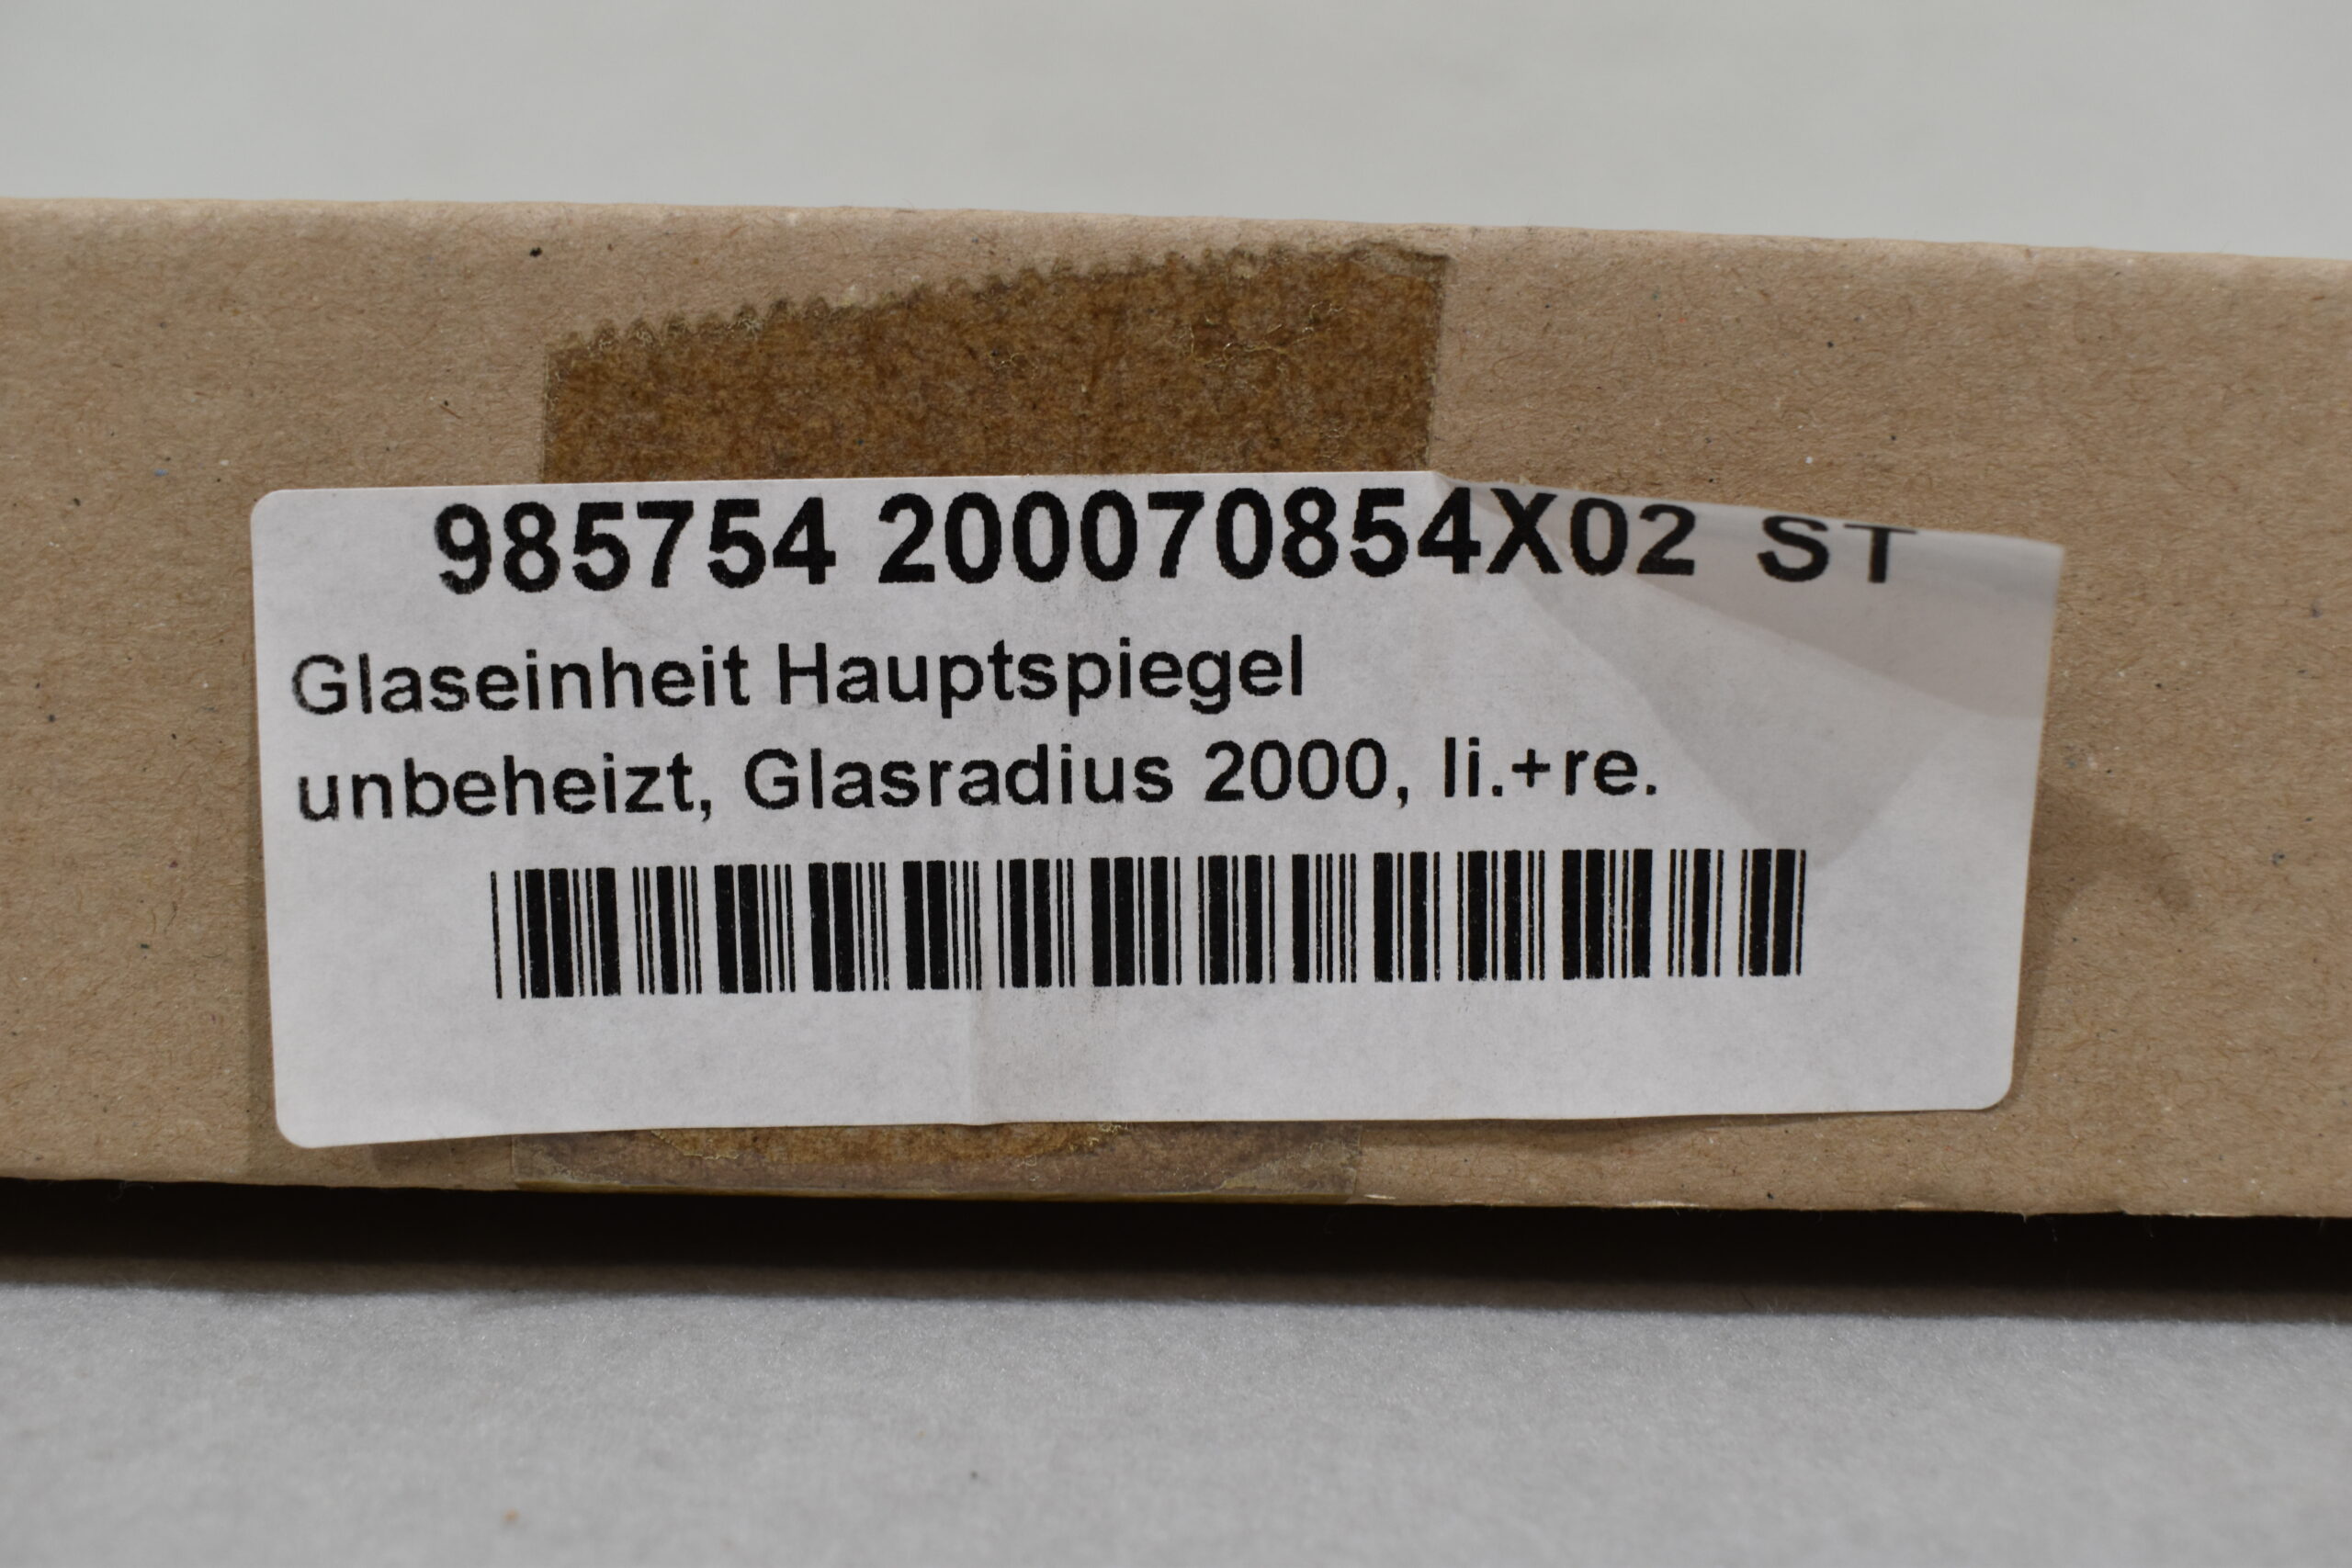 985754 200070854X02 ST
Glaseinheit Hauptspiegel
unbeheizt, Glasradius 2000, li.+re.